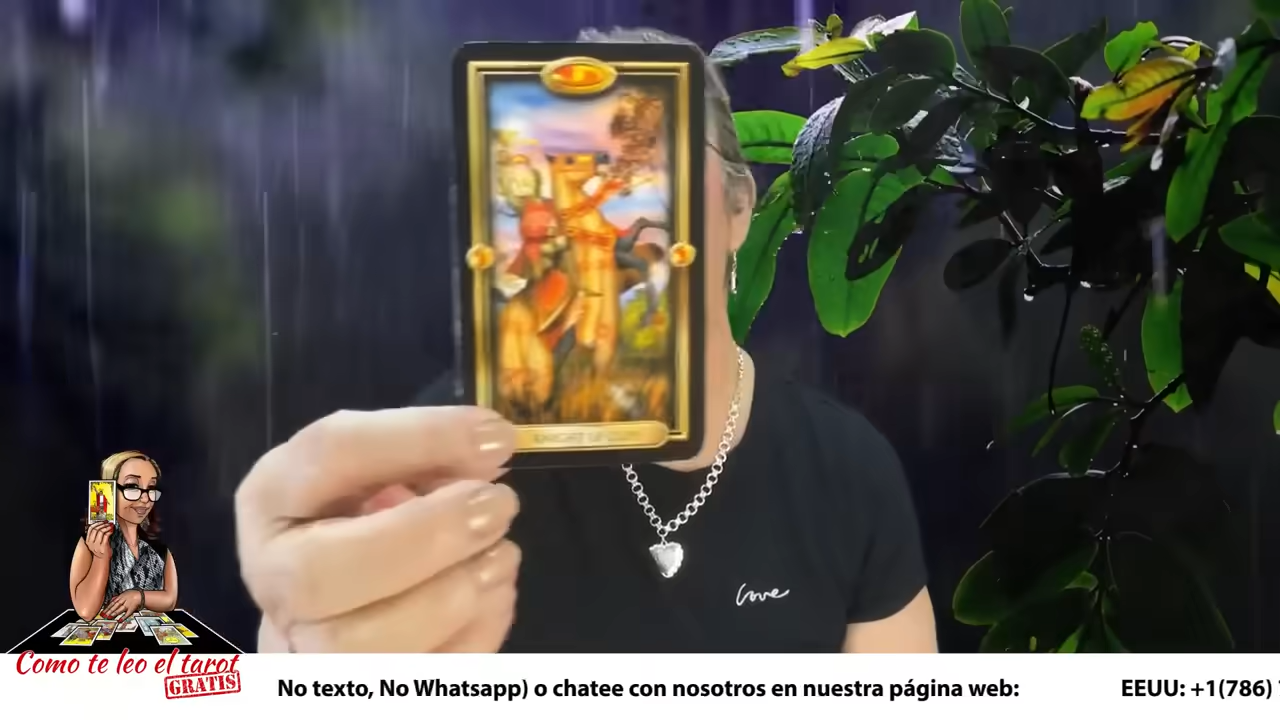 love
Como te leo el tarot
GRATIS
No texto, No Whatsapp) o chatee con nosotros en nuestra página web:
EEUU: +1(786)